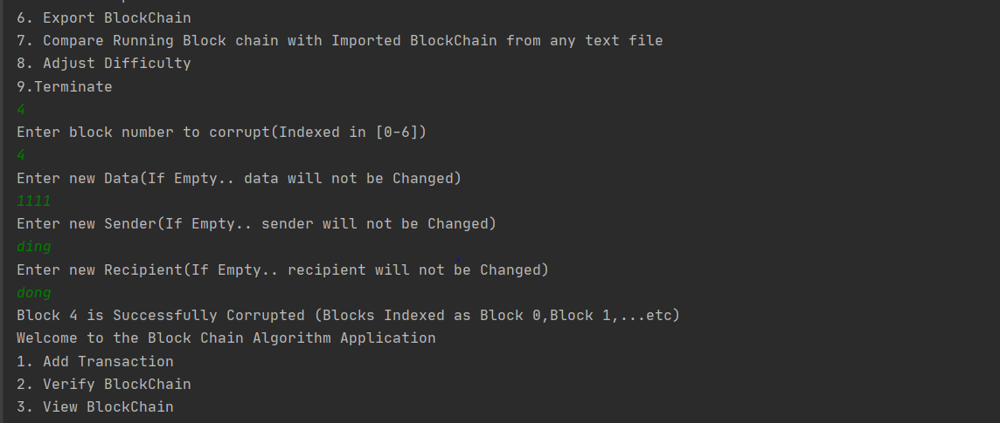 6. Export BlockChain
7. Compare Running Block chain with Imported BlockChain from any text file
8. Adjust Difficulty
9.Terminate
4
Enter block number to corrupt(Indexed in [0-6])
4
Enter new Data(If Empty.. data will not be Changed)
1111
Enter new Sender(If Empty.. sender will not be Changed)
ding
Enter new Recipient(If Empty.. recipient will not be Changed)
dong
Block 4 is Successfully Corrupted (Blocks Indexed as Block 0,Block 1,...etc)
Welcome to the Block Chain Algorithm Application
1. Add Transaction
2. Verify BlockChain
3. View BlockChain